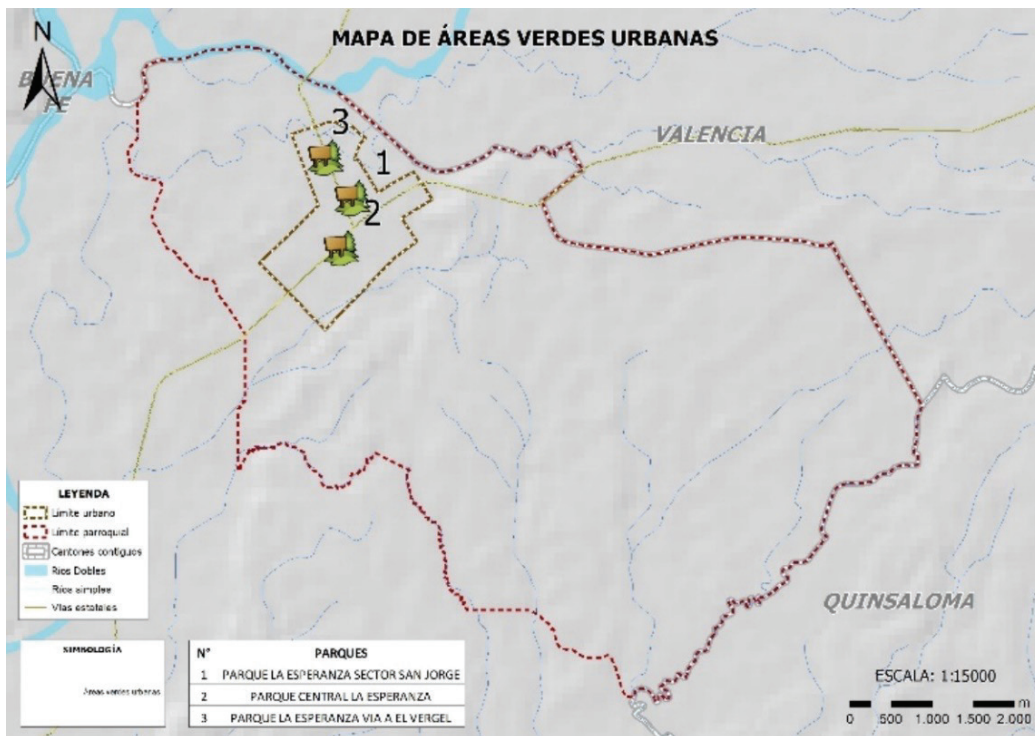 N
MAPA DE ÁREAS VERDES URBANAS
BUENA
FE
VALENCIA
3
1
2
QUINSALOMA
LEYENDA
Límite urbano
Límite parroquial
Cantones contiguos
Ríos Dobles
Ríos simples
Vías estatales
SIMBOLOGÍA
Áreas verdes urbanas
N° PARQUES
1 PARQUE LA ESPERANZA SECTOR SAN JORGE
2 PARQUE CENTRAL LA ESPERANZA
3 PARQUE LA ESPERANZA VIA A EL VERGEL
ESCALA: 1:15000
0 500 1.000 1.500 2.000 m